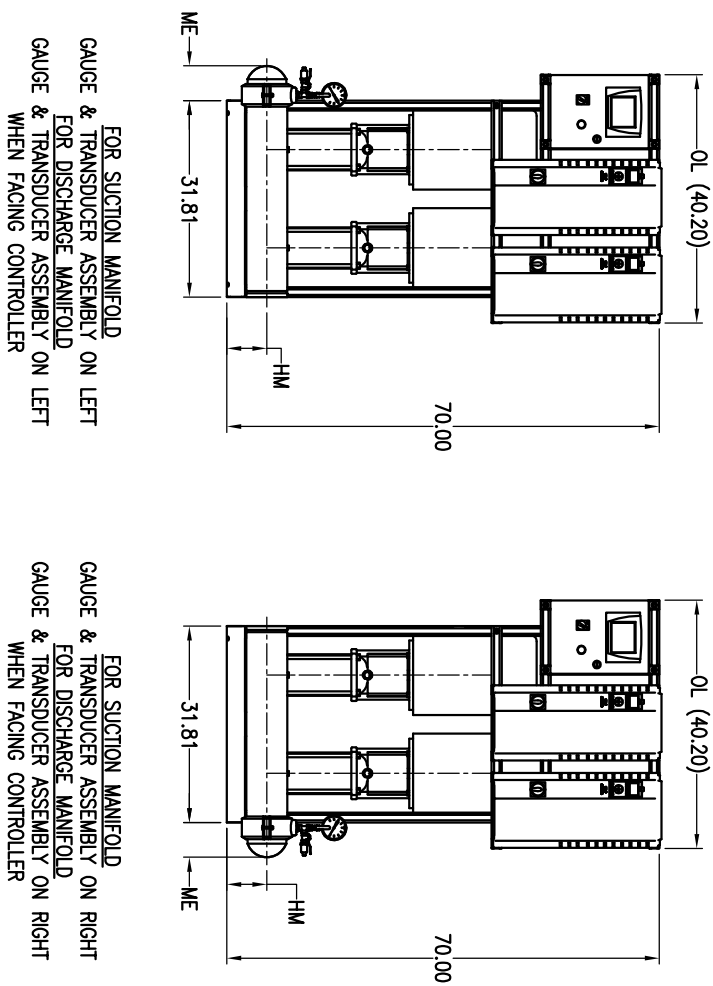 OL (40.20)
70.00
HM
31.81
ME
FOR SUCTION MANIFOLD
GAUGE & TRANSDUCER ASSEMBLY ON LEFT
FOR DISCHARGE MANIFOLD
GAUGE & TRANSDUCER ASSEMBLY ON LEFT
WHEN FACING CONTROLLER
OL (40.20)
70.00
HM
31.81
ME
FOR SUCTION MANIFOLD
GAUGE & TRANSDUCER ASSEMBLY ON RIGHT
FOR DISCHARGE MANIFOLD
GAUGE & TRANSDUCER ASSEMBLY ON RIGHT
WHEN FACING CONTROLLER